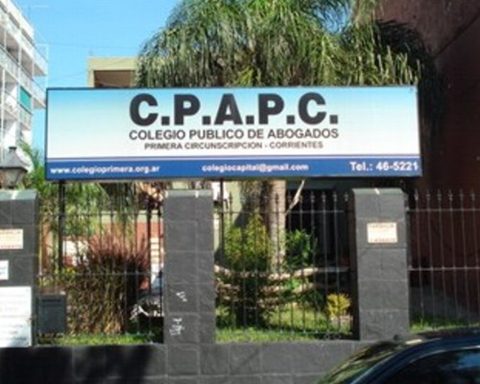 C.P.A.P.C.
COLEGIO PUBLICO DE ABOGADOS
PRIMERA CIRCUNSCRIPCION - CORRIENTES
www.colegioprimera.org.ar colegiocapital@gmail.com Tel.: 46-5221